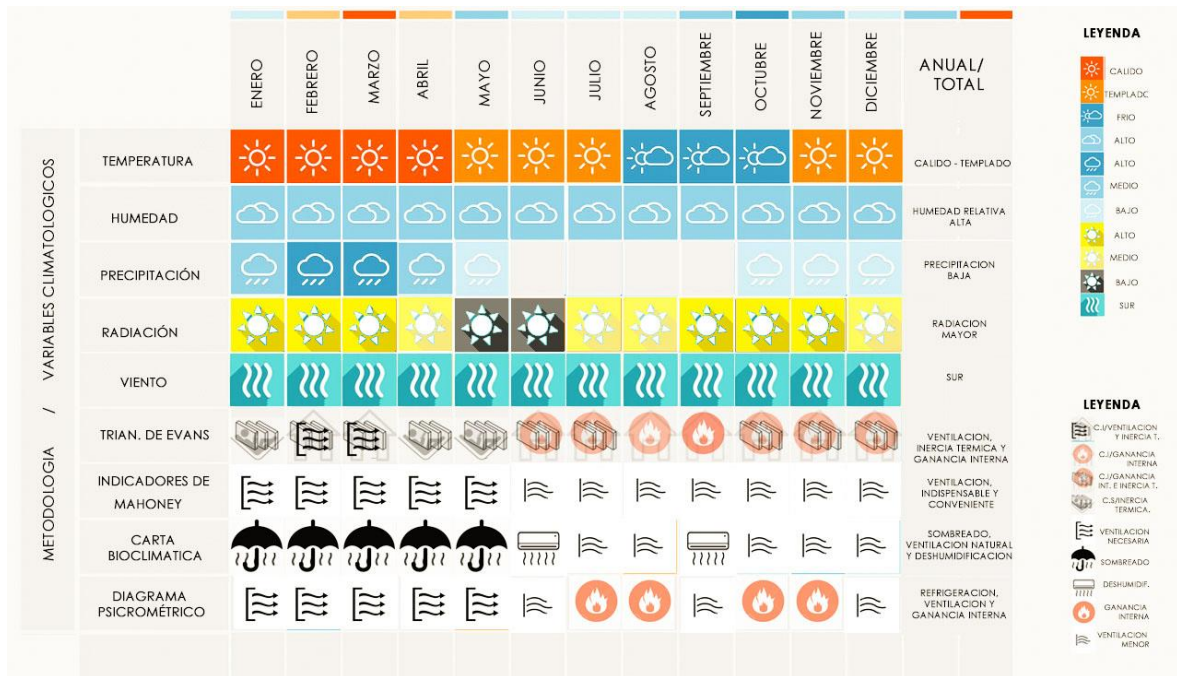 ENERO
FEBRERO
MARZO
ABRIL
MAYO
JUNIO
JULIO
AGOSTO
SEPTIEMBRE
OCTUBRE
NOVIEMBRE
DICIEMBRE
ANUAL/
TOTAL
METODOLOGIA / VARIABLES CLIMATOLOGICOS
TEMPERATURA
CALIDO - TEMPLADO
HUMEDAD
HUMEDAD RELATIVA
ALTA
PRECIPITACIÓN
PRECIPITACION
BAJA
RADIACIÓN
RADIACION
MAYOR
VIENTO
SUR
TRIAN. DE EVANS
VENTILACION,
INERCIA TERMICA Y
GANANCIA INTERNA
INDICADORES DE
MAHONEY
VENTILACION,
INDISPENSABLE Y
CONVENIENTE
CARTA
BIOCLIMATICA
SOMBREADO,
VENTILACION NATURAL
Y DESHUMIDIFICACION
DIAGRAMA
PSICROMÉTRICO
REFRIGERACION,
VENTILACION Y
GANANCIA INTERNA
LEYENDA
CALIDO
TEMPLADC
FRIO
ALTO
ALTO
MEDIO
BAJO
ALTO
MEDIO
BAJO
SUR
LEYENDA
C.I/VENTILACION
Y INERCIA T.
C.I/GANANCIA
INTERNA
C.I/GANANCIA
INT. E INERCIA T.
C.S/INERCIA
TERMICA.
VENTILACION
NECESARIA
SOMBREADO
DESHUMIDIF.
GANANCIA
INTERNA
VENTILACION
MENOR